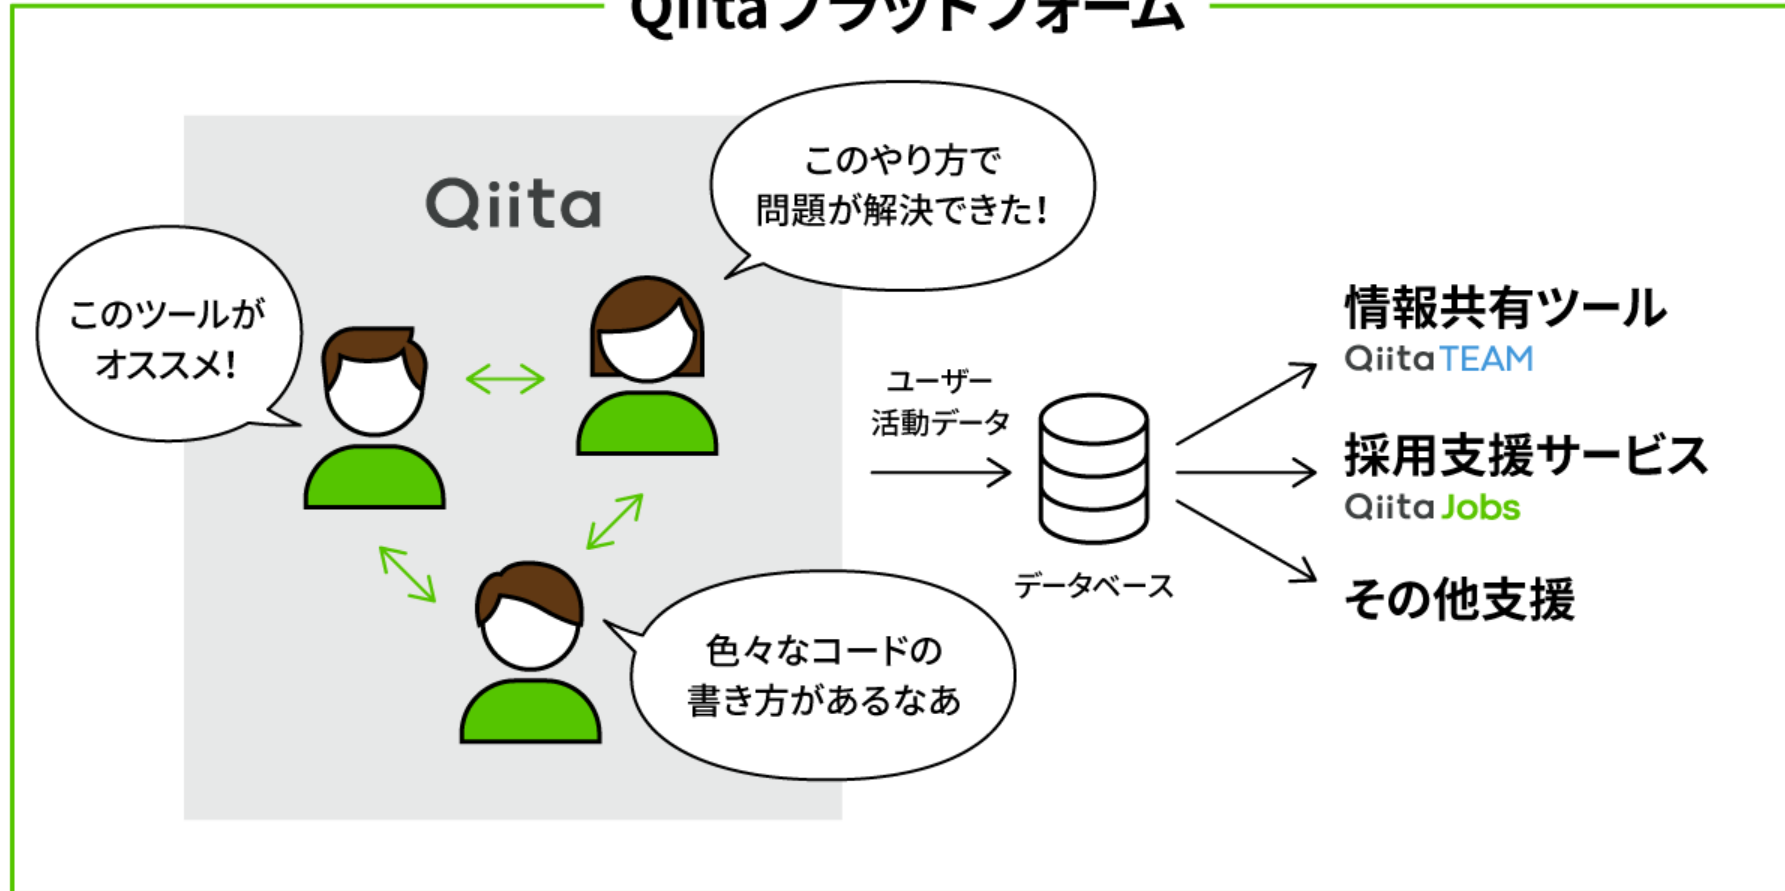 Qiitaプラットフォーム
Qiita
このやり方で
問題が解決できた!
このツールが
オススメ!
色々なコードの
書き方があるなあ
ユーザー
活動データ
データベース
情報共有ツール
Qiita TEAM
採用支援サービス
Qiita Jobs
その他支援